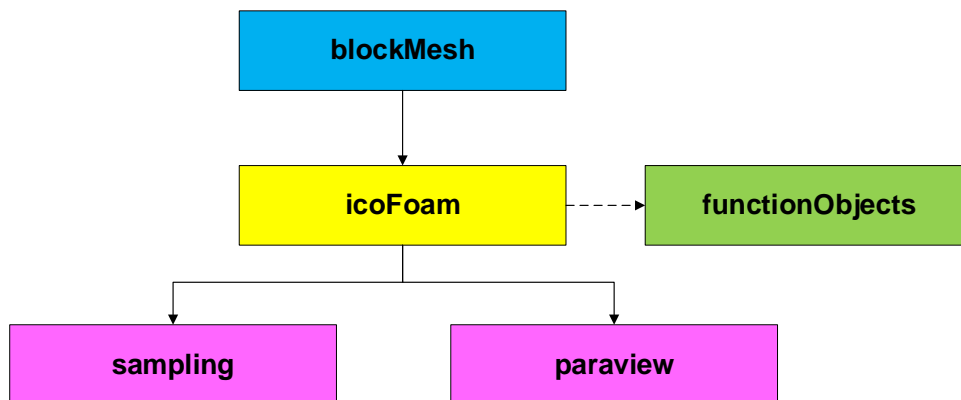 blockMesh
icoFoam
functionObjects
sampling
paraview